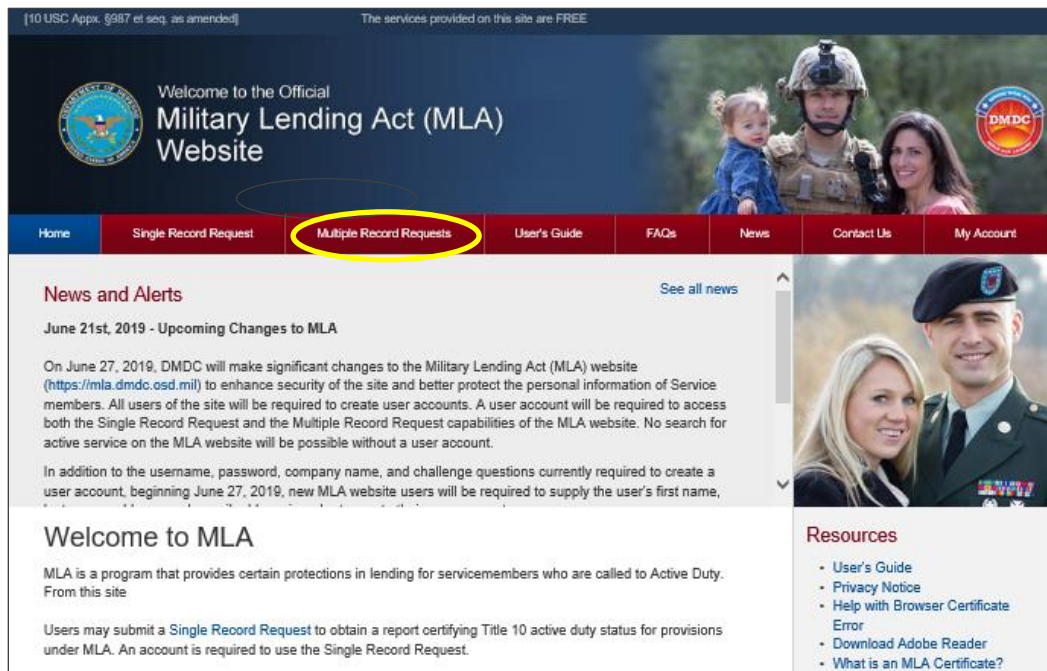 [10 USC Appx. §987 et seq. as amended]
The services provided on this site are FREE
Welcome to the Official
Military Lending Act (MLA)
Website
DMDC
Home
Single Record Request
Multiple Record Requests
User's Guide
FAQs
News
Contact Us
My Account
News and Alerts
See all news
June 21st, 2019 - Upcoming Changes to MLA
On June 27, 2019, DMDC will make significant changes to the Military Lending Act (MLA) website
(https://mla.dmdc.osd.mil) to enhance security of the site and better protect the personal information of Service
members. All users of the site will be required to create user accounts. A user account will be required to access
both the Single Record Request and the Multiple Record Request capabilities of the MLA website. No search for
active service on the MLA website will be possible without a user account.
In addition to the username, password, company name, and challenge questions currently required to create a
user account, beginning June 27, 2019, new MLA website users will be required to supply the user's first name,
Welcome to MLA
MLA is a program that provides certain protections in lending for servicemembers who are called to Active Duty.
From this site
Users may submit a Single Record Request to obtain a report certifying Title 10 active duty status for provisions
under MLA. An account is required to use the Single Record Request.
Resources
• User's Guide
• Privacy Notice
• Help with Browser Certificate
Error
• Download Adobe Reader
• What is an MLA Certificate?